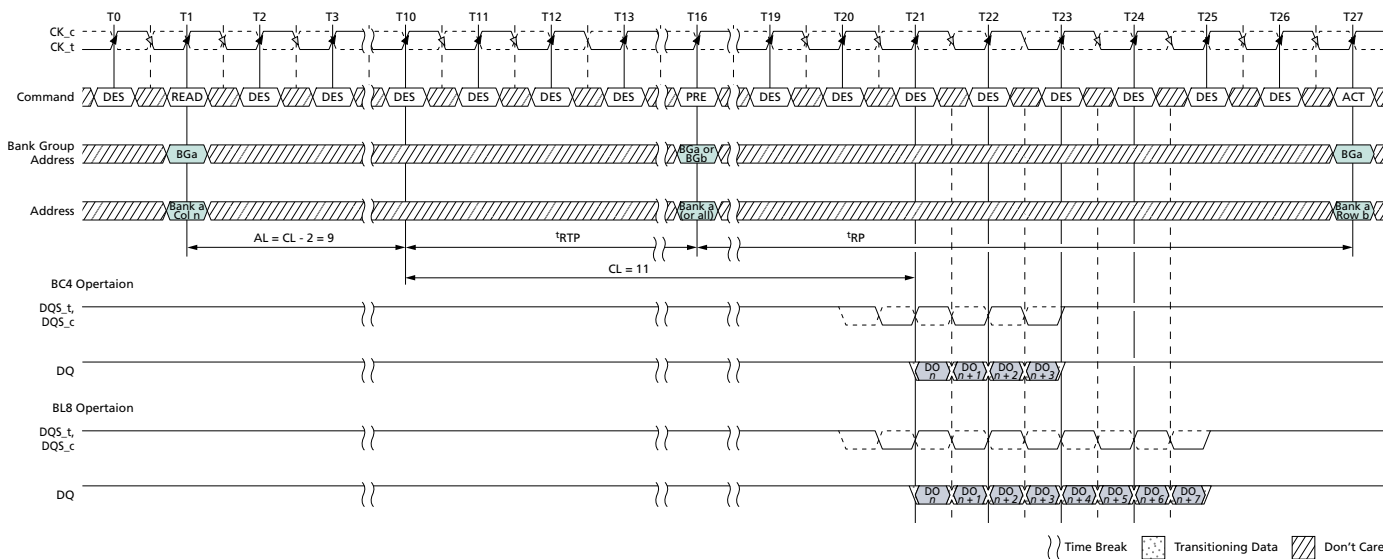 T0 T1 T2 T3 T10 T11 T12 T13 T16 T19 T20 T21 T22 T23 T24 T25 T26 T27
CK_c
CK_t
Command DES READ DES DES DES DES DES DES PRE DES DES DES DES DES DES DES DES ACT
Bank Group
Address
BGa
BGa or
BGb
BGa
Address
Bank a
Col n
Bank a
(or all)
Bank a
Row b
AL = CL - 2 = 9
tRTP
tRP
CL = 11
BC4 Opertaion
DQS_t,
DQS_c
DQ
DO
n
DO
n + 1
DO
n + 2
DO
n + 3
BL8 Opertaion
DQS_t,
DQS_c
DQ
DO
n
DO
n + 1
DO
n + 2
DO
n + 3
DO
n + 4
DO
n + 5
DO
n + 6
DO
n + 7
Time Break Transitioning Data Don't Care